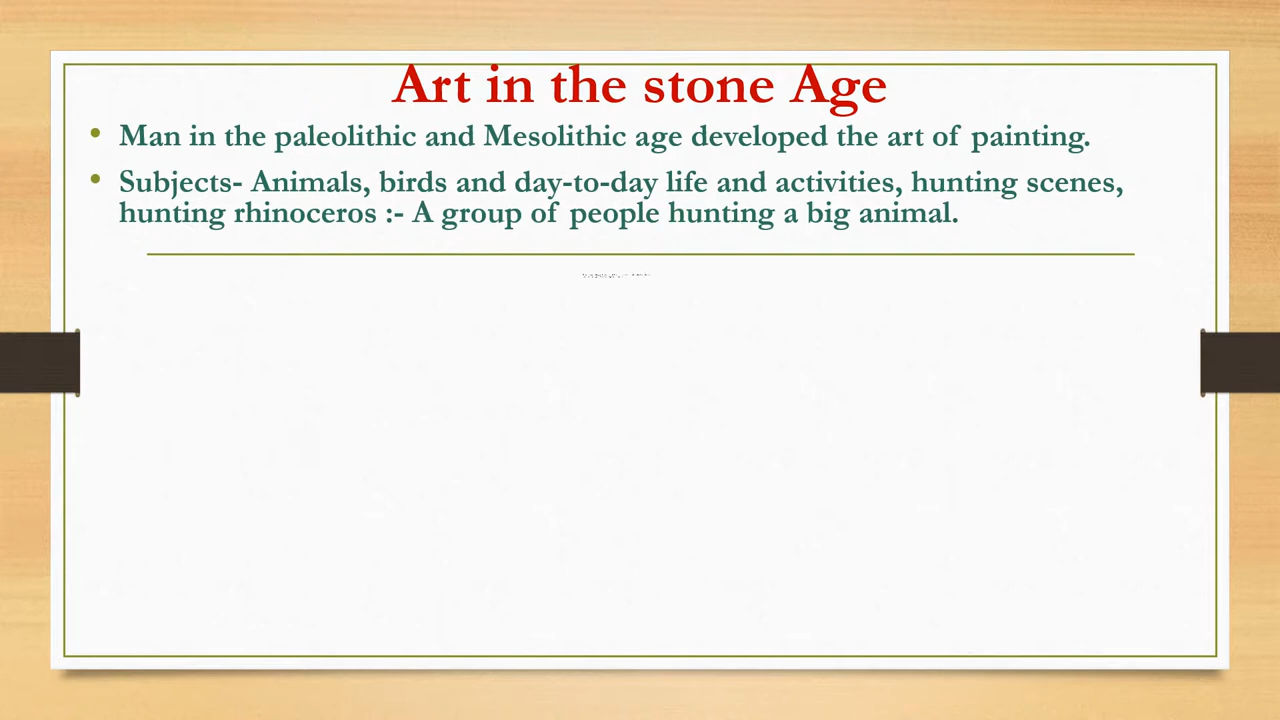 Art in the stone Age
• Man in the paleolithic and Mesolithic age developed the art of painting.
• Subjects- Animals, birds and day-to-day life and activities, hunting scenes,
hunting rhinoceros :- A group of people hunting a big animal.